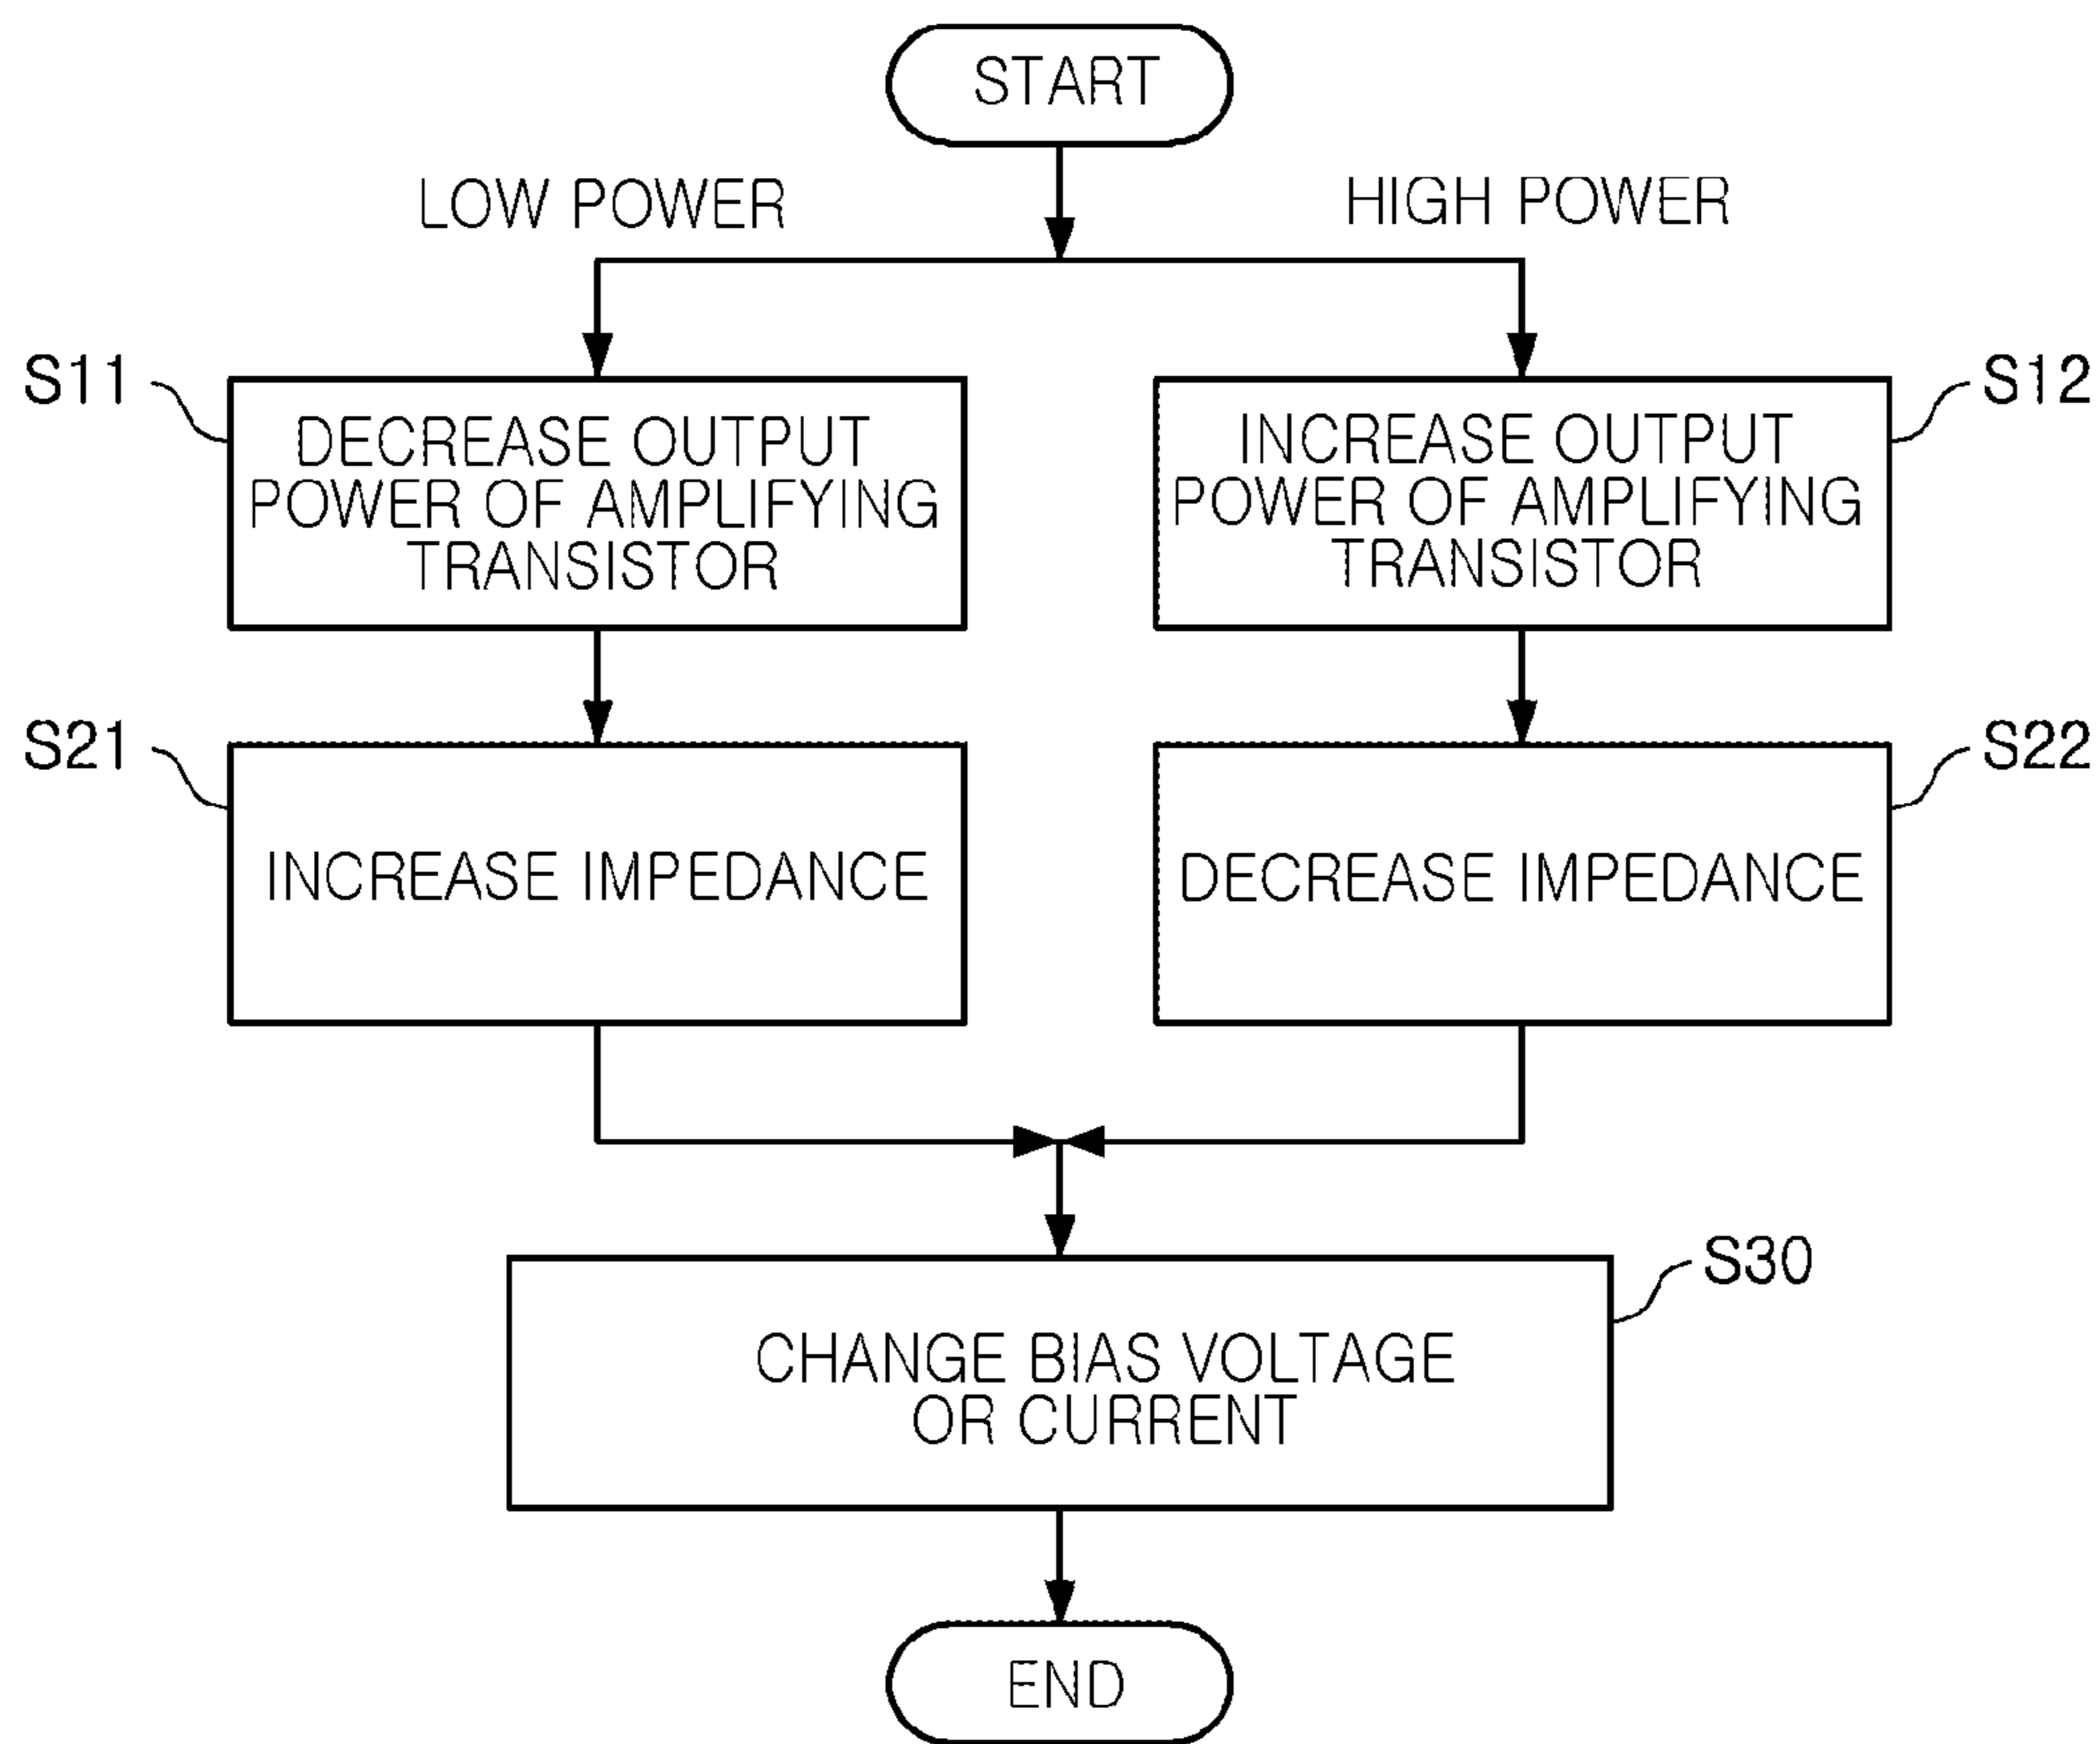 START
LOW POWER
HIGH POWER
S11
DECREASE OUTPUT
POWER OF AMPLIFYING
TRANSISTOR
S12
INCREASE OUTPUT
POWER OF AMPLIFYING
TRANSISTOR
S21
INCREASE IMPEDANCE
S22
DECREASE IMPEDANCE
S30
CHANGE BIAS VOLTAGE
OR CURRENT
END